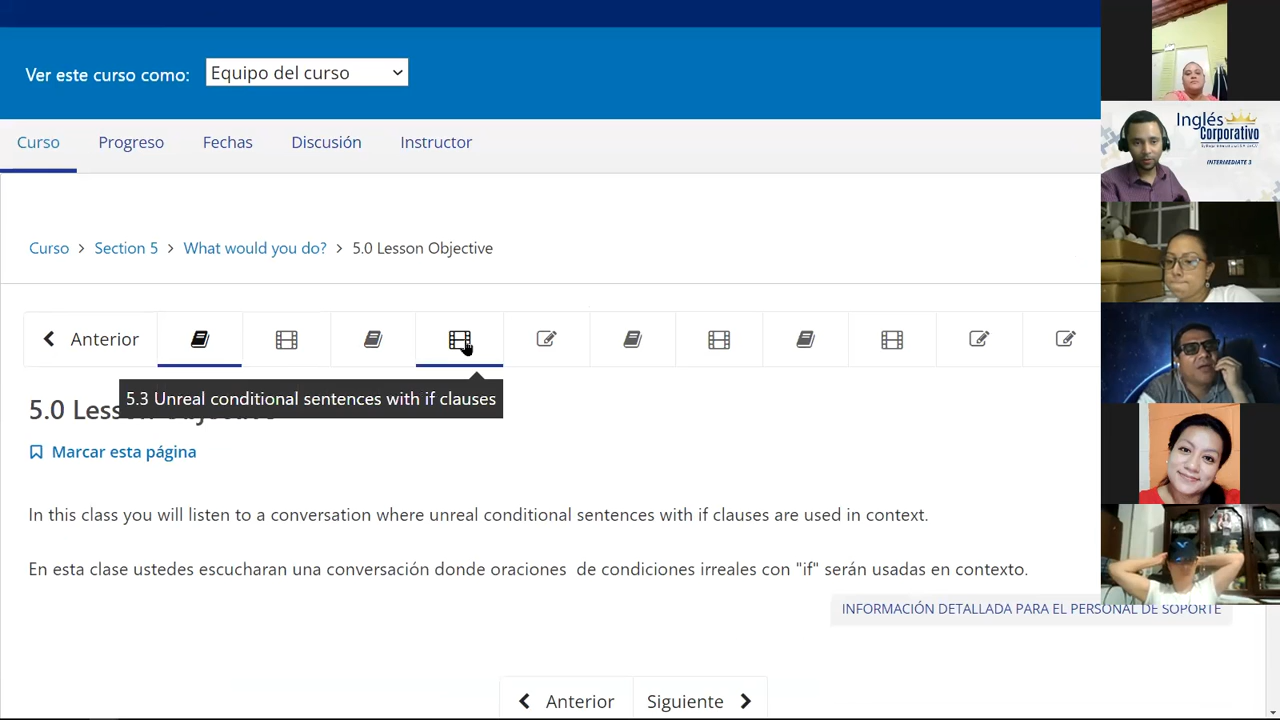 Ver este curso como: Equipo del curso
Curso Progreso Fechas Discusión Instructor
Curso > Section 5 > What would you do? > 5.0 Lesson Objective
Anterior
5.3 Unreal conditional sentences with if clauses
5.0 Less
Marcar esta página
In this class you will listen to a conversation where unreal conditional sentences with if clauses are used in context.
En esta clase ustedes escucharan una conversación donde oraciones de condiciones irreales con "if" serán usadas en contexto.
INFORMACIÓN DETALLADA PARA EL PERSONAL DE SOPORTE
Anterior Siguiente
Inglés
Corporativo
INTERMEDIATE 3